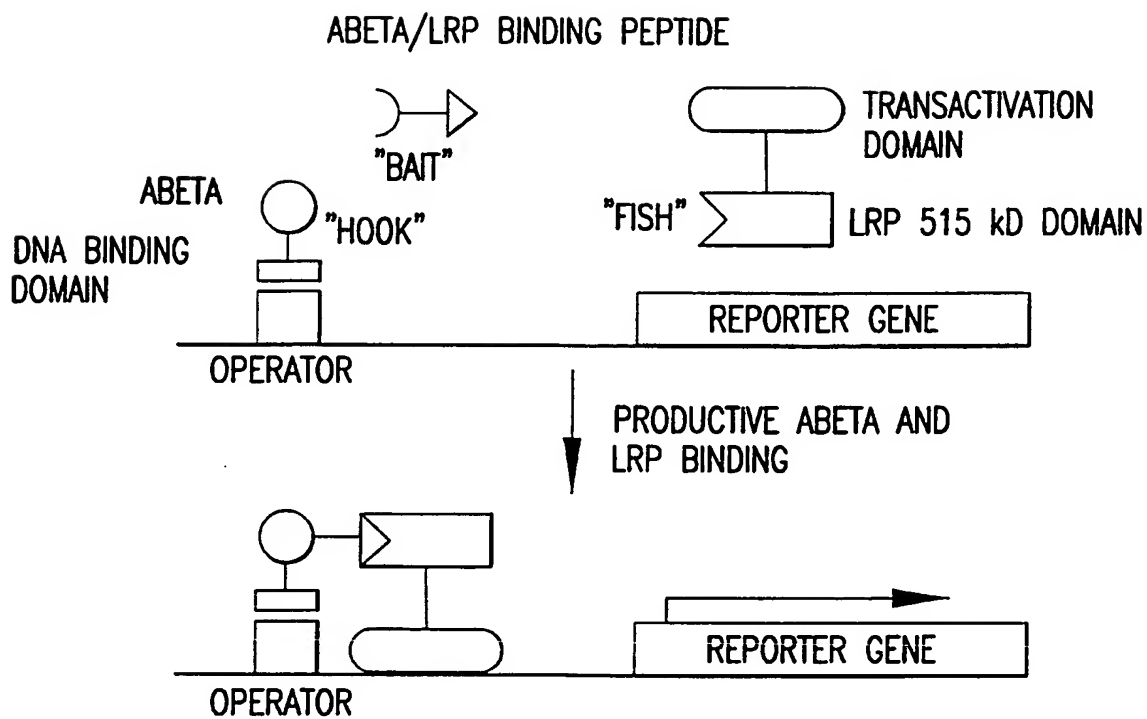 ABETA/LRP BINDING PEPTIDE
"BAIT"
TRANSACTIVATION
DOMAIN
ABETA
"HOOK"
"FISH"
LRP 515 kD DOMAIN
DNA BINDING
DOMAIN
REPORTER GENE
OPERATOR
PRODUCTIVE ABETA AND
LRP BINDING
REPORTER GENE
OPERATOR